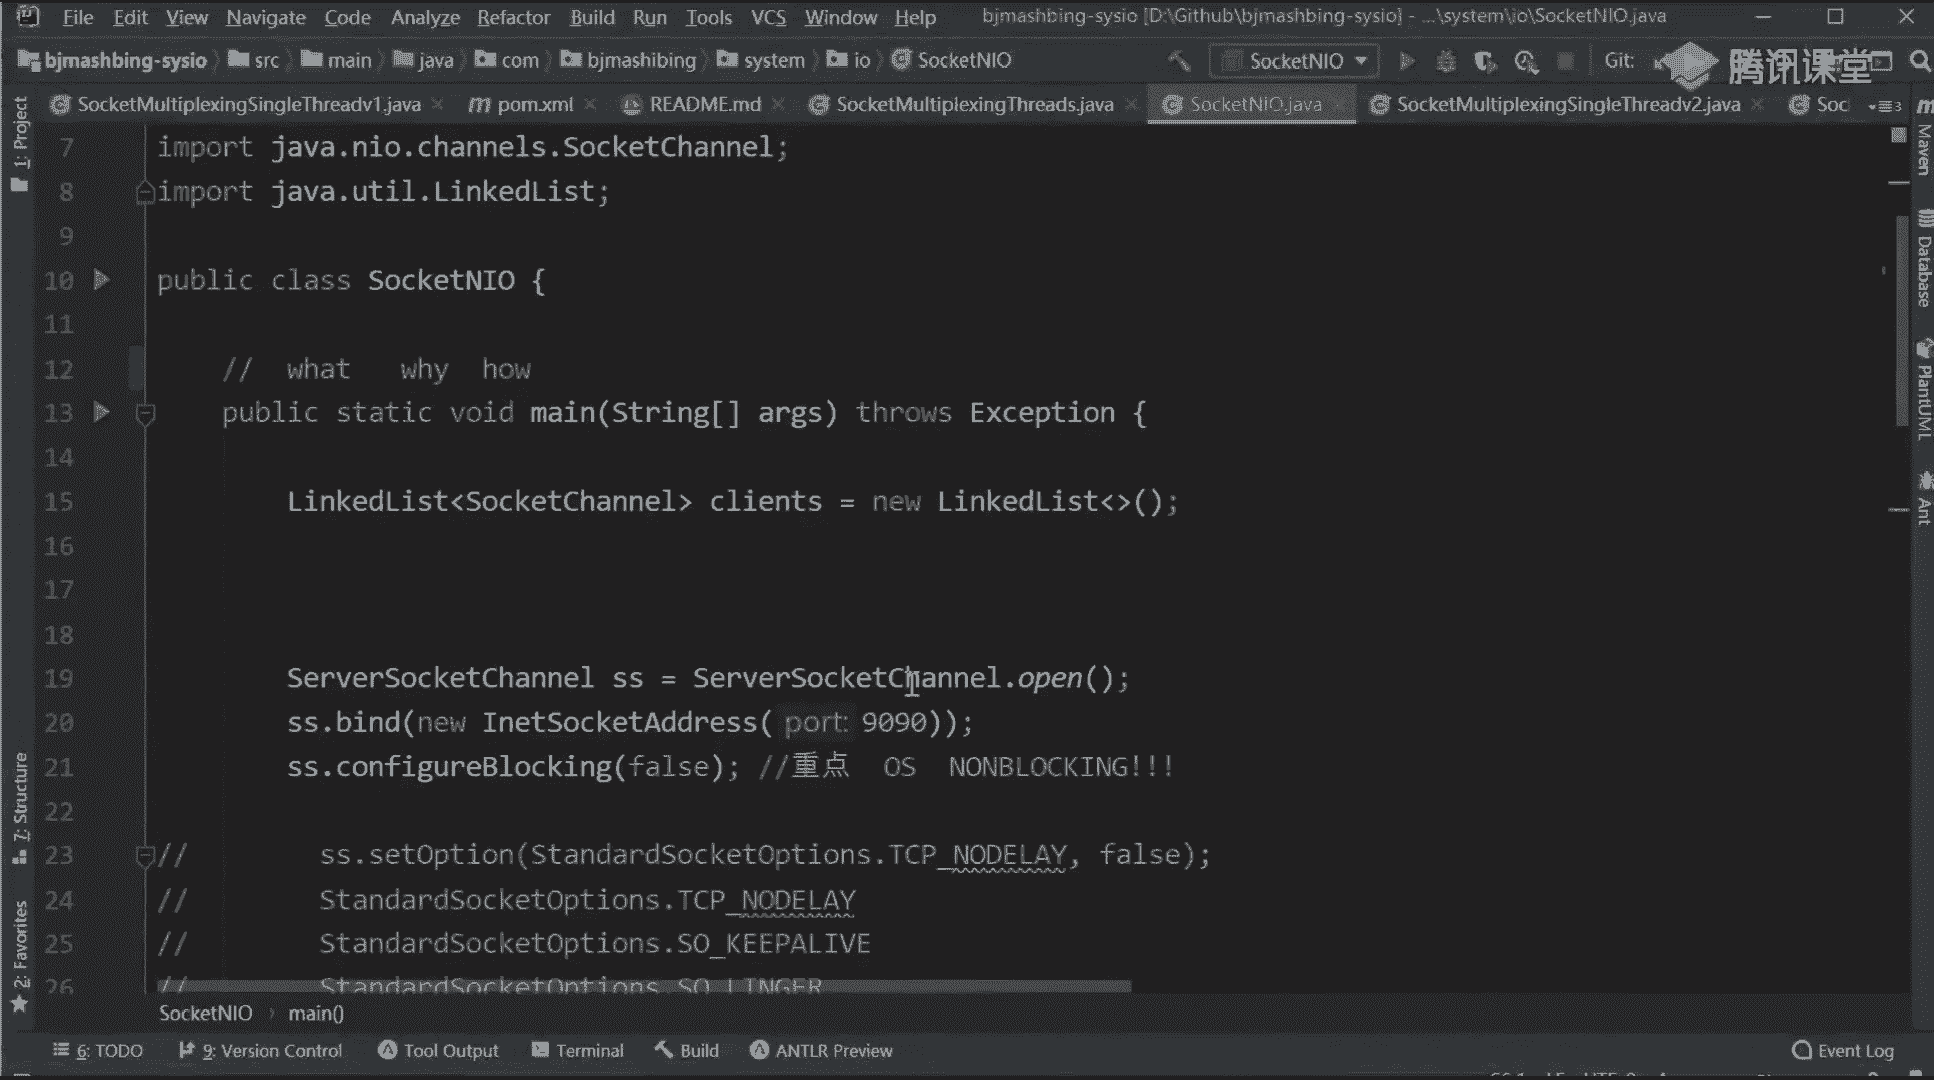 File Edit View Navigate Code Analyze Refactor Build Run Tools VCS Window Help bjmashbing-sysio [D:\Github\bjmashbing-sysio] - ...\system\io\SocketNIO.java
bjmashbing-sysio src main java com bjmashibing system io SocketNIO SocketNIO Git: 腾讯课堂
SocketMultiplexingSingleThreadv1.java pom.xml README.md SocketMultiplexingThreads.java SocketNIO.java SocketMultiplexingSingleThreadv2.java Soc 3
1: Project
7: Structure
2: Favorites
7 import java.nio.channels.SocketChannel;
8 import java.util.LinkedList;
9
10 public class SocketNIO {
11
12 // what why how
13 public static void main(String[] args) throws Exception {
14
15 LinkedList<SocketChannel> clients = new LinkedList<>();
16
17
18
19 ServerSocketChannel ss = ServerSocketChannel.open();
20 ss.bind(new InetSocketAddress( port: 9090));
21 ss.configureBlocking(false); //重点 OS NONBLOCKING!!!
22
23 // ss.setOption(StandardSocketOptions.TCP_NODELAY, false);
24 // StandardSocketOptions.TCP_NODELAY
25 // StandardSocketOptions.SO_KEEPALIVE
26 // StandardSocketOptions.SO_LINGER
Maven
Database
PlantUML
Ant
SocketNIO main()
6: TODO 9: Version Control Tool Output Terminal Build ANTLR Preview Event Log